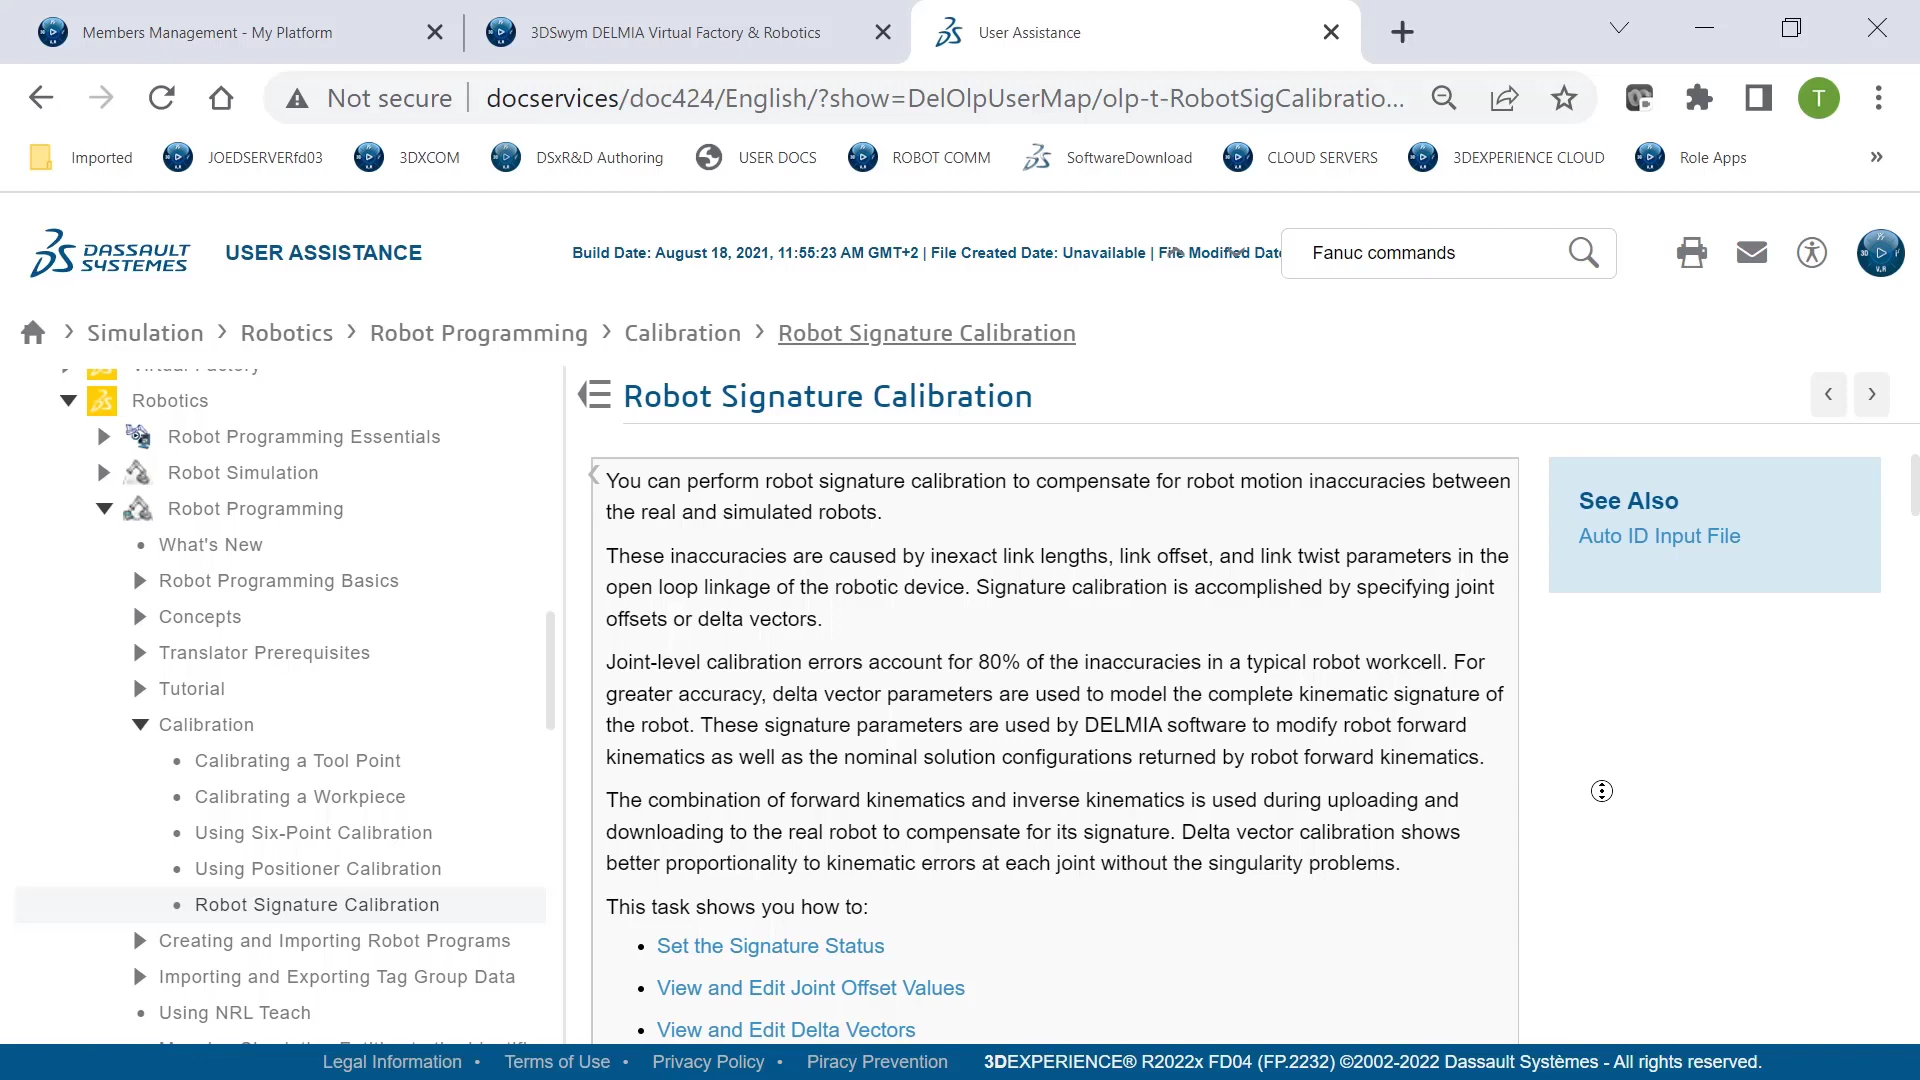 Members Management - My Platform
3DSwym DELMIA Virtual Factory & Robotics
User Assistance
Not secure
docservices/doc424/English/?show=DelOlpUserMap/olp-t-RobotSigCalibratio...
T
Imported
JOEDSERVERfd03
3DXCOM
DSxR&D Authoring
USER DOCS
ROBOT COMM
SoftwareDownload
CLOUD SERVERS
3DEXPERIENCE CLOUD
Role Apps
»
DASSAULT
SYSTEMES
USER ASSISTANCE
Build Date: August 18, 2021, 11:55:23 AM GMT+2 | File Created Date: Unavailable | File Modified Date
Fanuc commands
Simulation > Robotics > Robot Programming > Calibration > Robot Signature Calibration
Virtual Factory
Robotics
Robot Programming Essentials
Robot Simulation
Robot Programming
What's New
Robot Programming Basics
Concepts
Translator Prerequisites
Tutorial
Calibration
Calibrating a Tool Point
Calibrating a Workpiece
Using Six-Point Calibration
Using Positioner Calibration
Robot Signature Calibration
Creating and Importing Robot Programs
Importing and Exporting Tag Group Data
Using NRL Teach
Robot Signature Calibration
You can perform robot signature calibration to compensate for robot motion inaccuracies between
the real and simulated robots.
These inaccuracies are caused by inexact link lengths, link offset, and link twist parameters in the
open loop linkage of the robotic device. Signature calibration is accomplished by specifying joint
offsets or delta vectors.
Joint-level calibration errors account for 80% of the inaccuracies in a typical robot workcell. For
greater accuracy, delta vector parameters are used to model the complete kinematic signature of
the robot. These signature parameters are used by DELMIA software to modify robot forward
kinematics as well as the nominal solution configurations returned by robot forward kinematics.
The combination of forward kinematics and inverse kinematics is used during uploading and
downloading to the real robot to compensate for its signature. Delta vector calibration shows
better proportionality to kinematic errors at each joint without the singularity problems.
This task shows you how to:
• Set the Signature Status
• View and Edit Joint Offset Values
• View and Edit Delta Vectors
See Also
Auto ID Input File
Legal Information • Terms of Use • Privacy Policy • Piracy Prevention
3DEXPERIENCE® R2022x FD04 (FP.2232) ©2002-2022 Dassault Systèmes - All rights reserved.